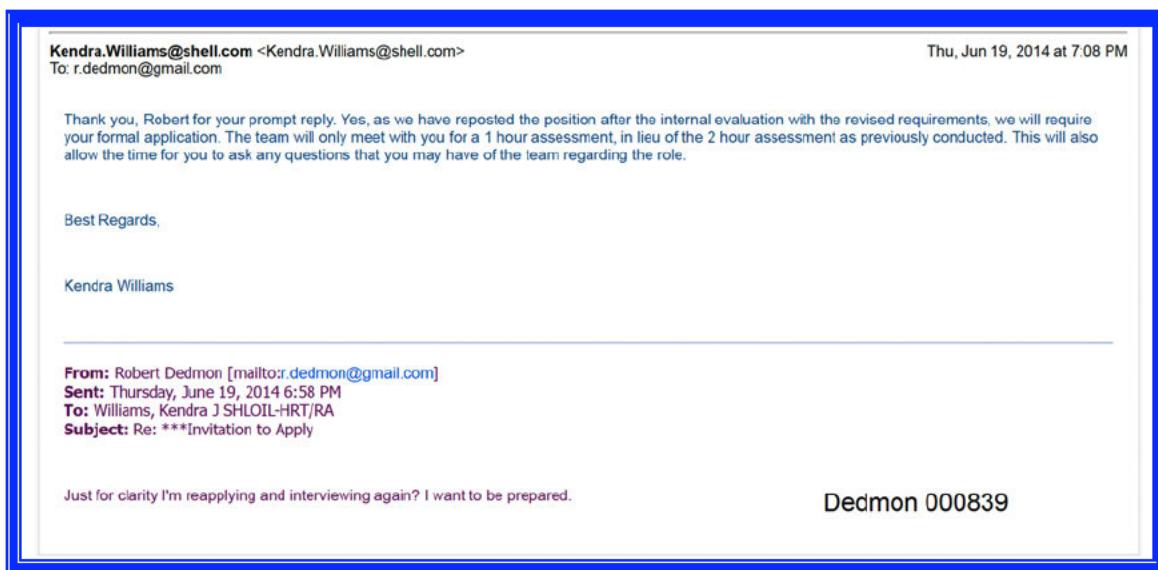 Kendra.Williams@shell.com <Kendra.Williams@shell.com> Thu, Jun 19, 2014 at 7:08 PM
To: r.dedmon@gmail.com
Thank you, Robert for your prompt reply. Yes, as we have reposted the position after the internal evaluation with the revised requirements, we will require
your formal application. The team will only meet with you for a 1 hour assessment, in lieu of the 2 hour assessment as previously conducted. This will also
allow the time for you to ask any questions that you may have of the team regarding the role.
Best Regards,
Kendra Williams
From: Robert Dedmon [mailto:r.dedmon@gmail.com]
Sent: Thursday, June 19, 2014 6:58 PM
To: Williams, Kendra J SHLOIL-HRT/RA
Subject: Re: ***Invitation to Apply
Just for clarity I'm reapplying and interviewing again? I want to be prepared.
Dedmon 000839